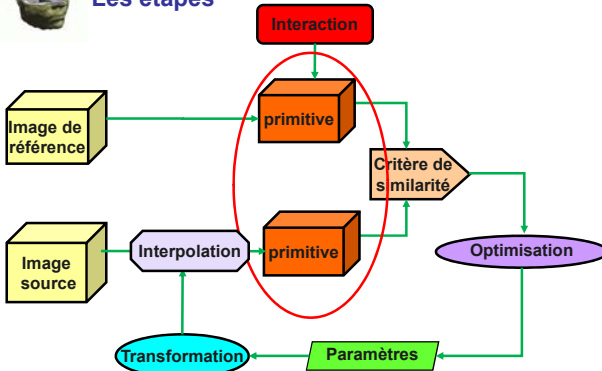 Les étapes
Interaction
Image de
référence
primitive
Critère de
similarité
Image
source
Interpolation
primitive
Optimisation
Transformation
Paramètres